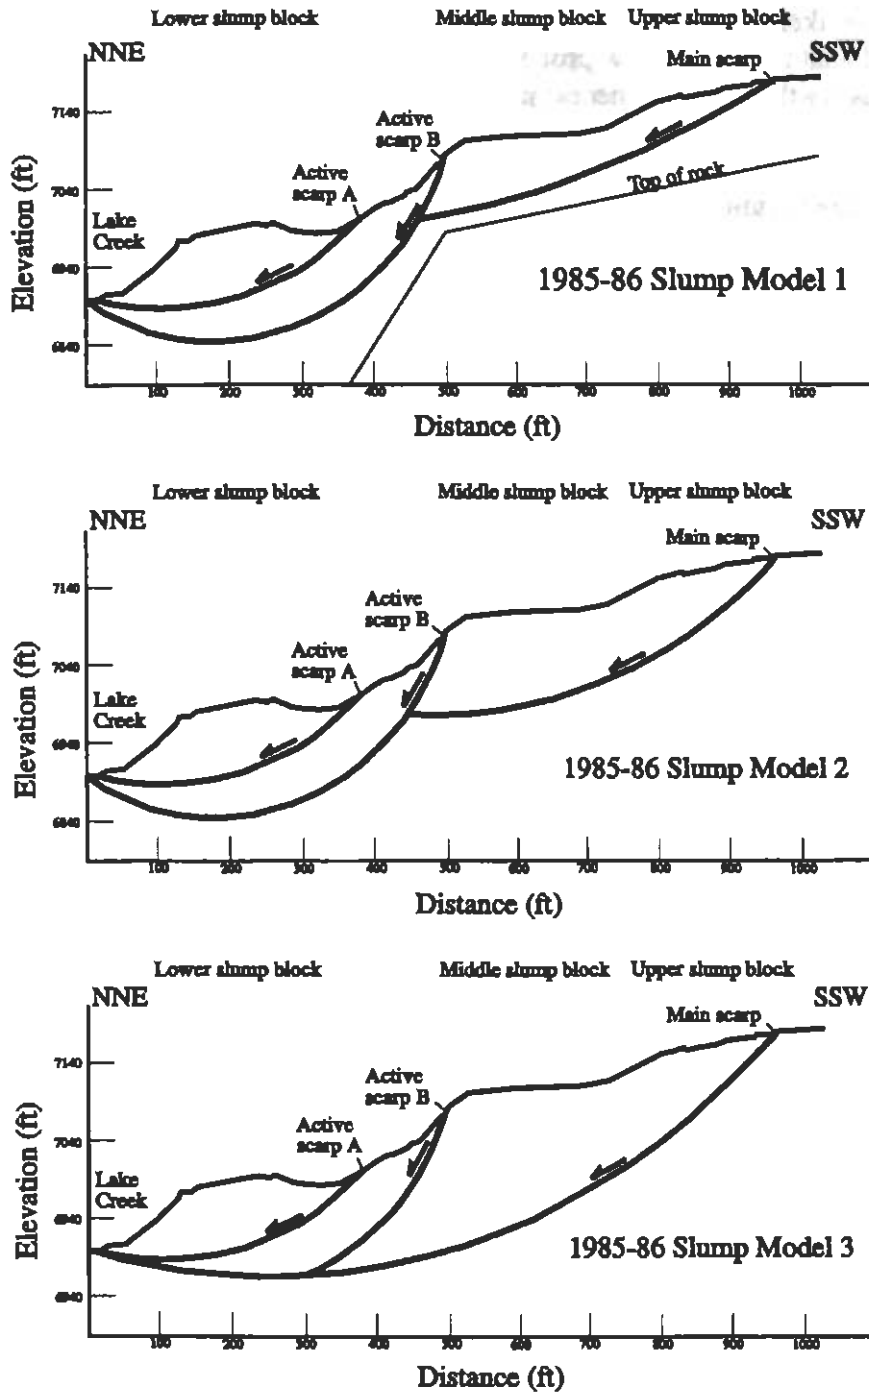 Lower slump block Middle slump block Upper slump block
NNE SSW
Main scarp
7140
Active
scarp B
Active
scarp A
7040
Top of rock
Lake
Creek
6940
1985-86 Slump Model 1
6840
Elevation (ft)
100 200 300 400 500 600 700 800 900 1000
Distance (ft)
Lower slump block Middle slump block Upper slump block
NNE SSW
Main scarp
7140
Active
scarp B
Active
scarp A
7040
Lake
Creek
6940
1985-86 Slump Model 2
6840
Elevation (ft)
100 200 300 400 500 600 700 800 900 1000
Distance (ft)
Lower slump block Middle slump block Upper slump block
NNE SSW
Main scarp
7140
Active
scarp B
Active
scarp A
7040
Lake
Creek
6940
1985-86 Slump Model 3
6840
Elevation (ft)
100 200 300 400 500 600 700 800 900 1000
Distance (ft)